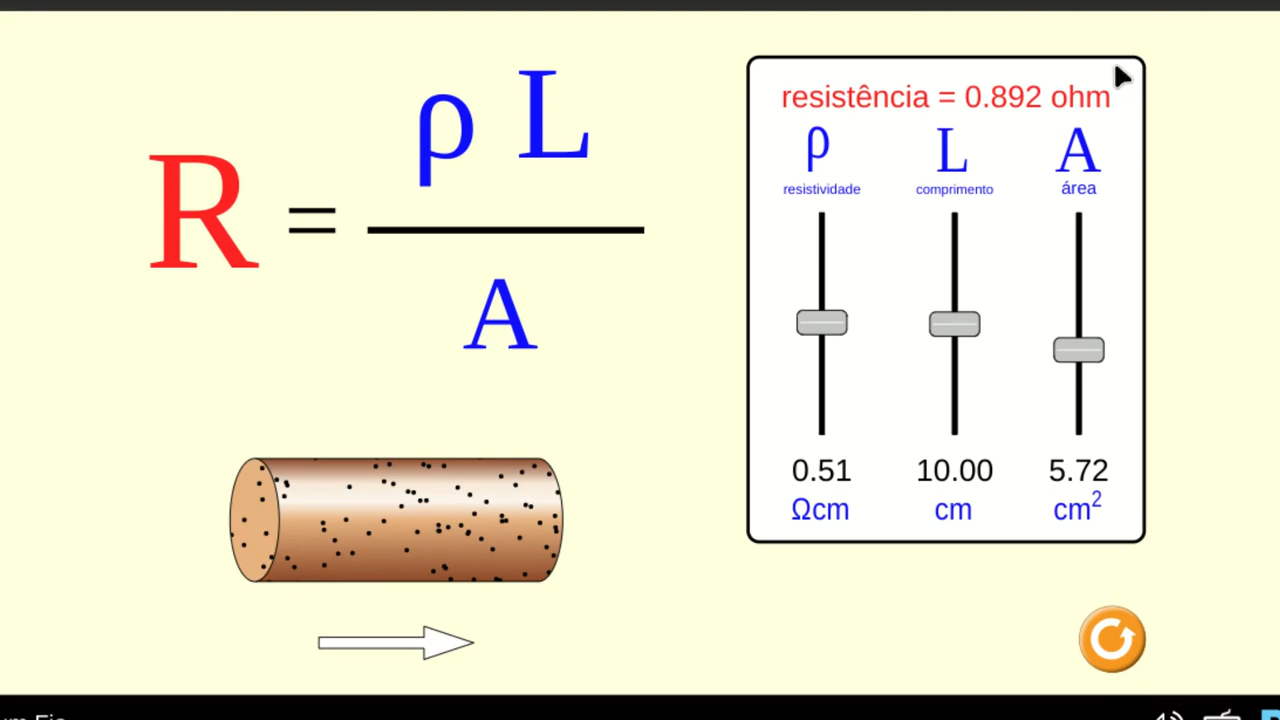 R = ρ L
A
resistência = 0.892 ohm
ρ L A
resistividade comprimento área
0.51 10.00 5.72
Ωcm cm cm²